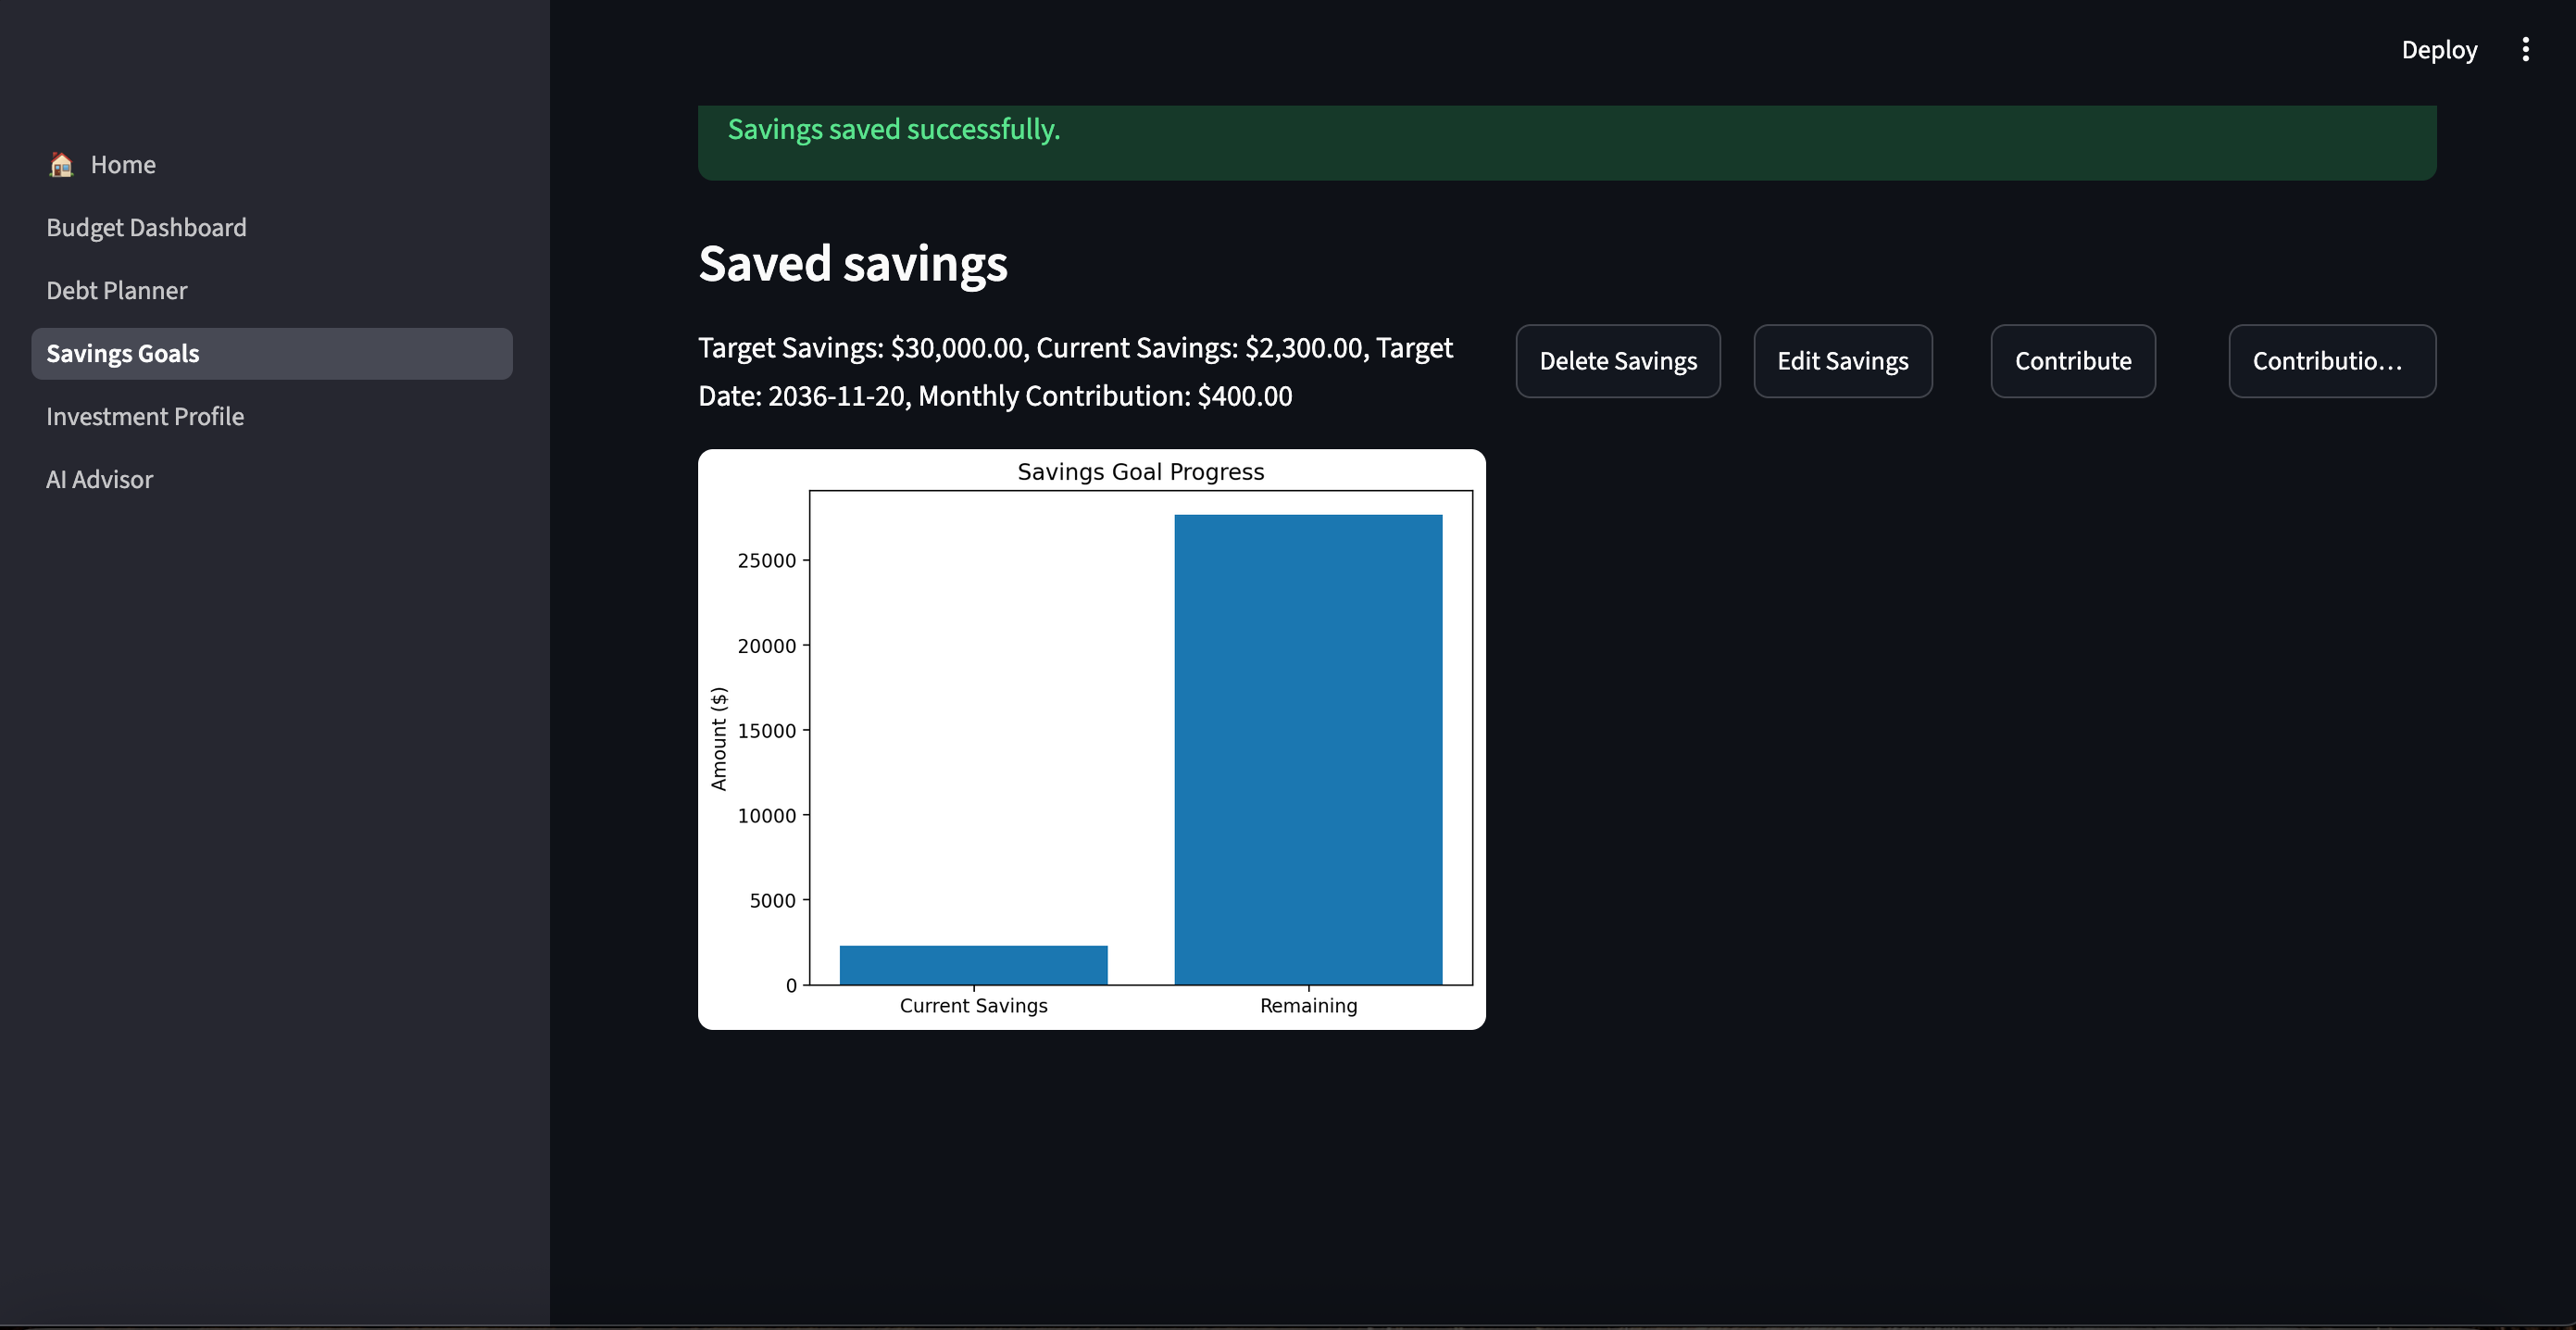 Deploy
🏠 Home
Budget Dashboard
Debt Planner
Savings Goals
Investment Profile
AI Advisor
Savings saved successfully.
Saved savings
Target Savings: $30,000.00, Current Savings: $2,300.00, Target
Date: 2036-11-20, Monthly Contribution: $400.00
Delete Savings
Edit Savings
Contribute
Contributio...
Savings Goal Progress
Amount ($)
25000
20000
15000
10000
5000
0
Current Savings
Remaining